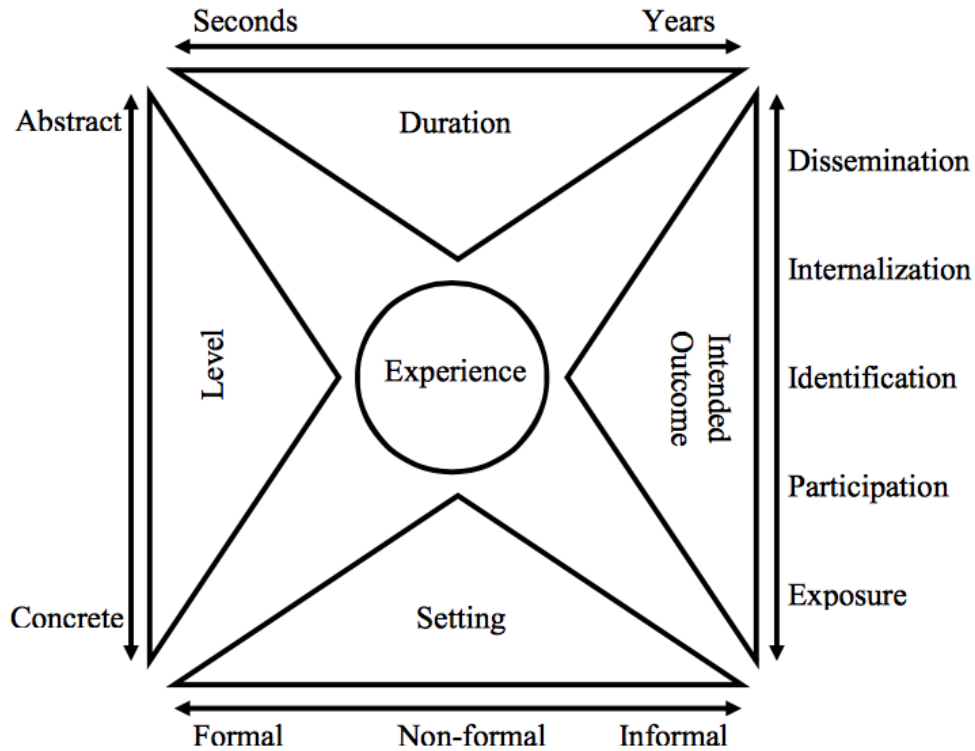 Seconds
Years
Abstract
Duration
Dissemination
Internalization
Level
Experience
Intended
Outcome
Identification
Participation
Concrete
Setting
Exposure
Formal
Non-formal
Informal